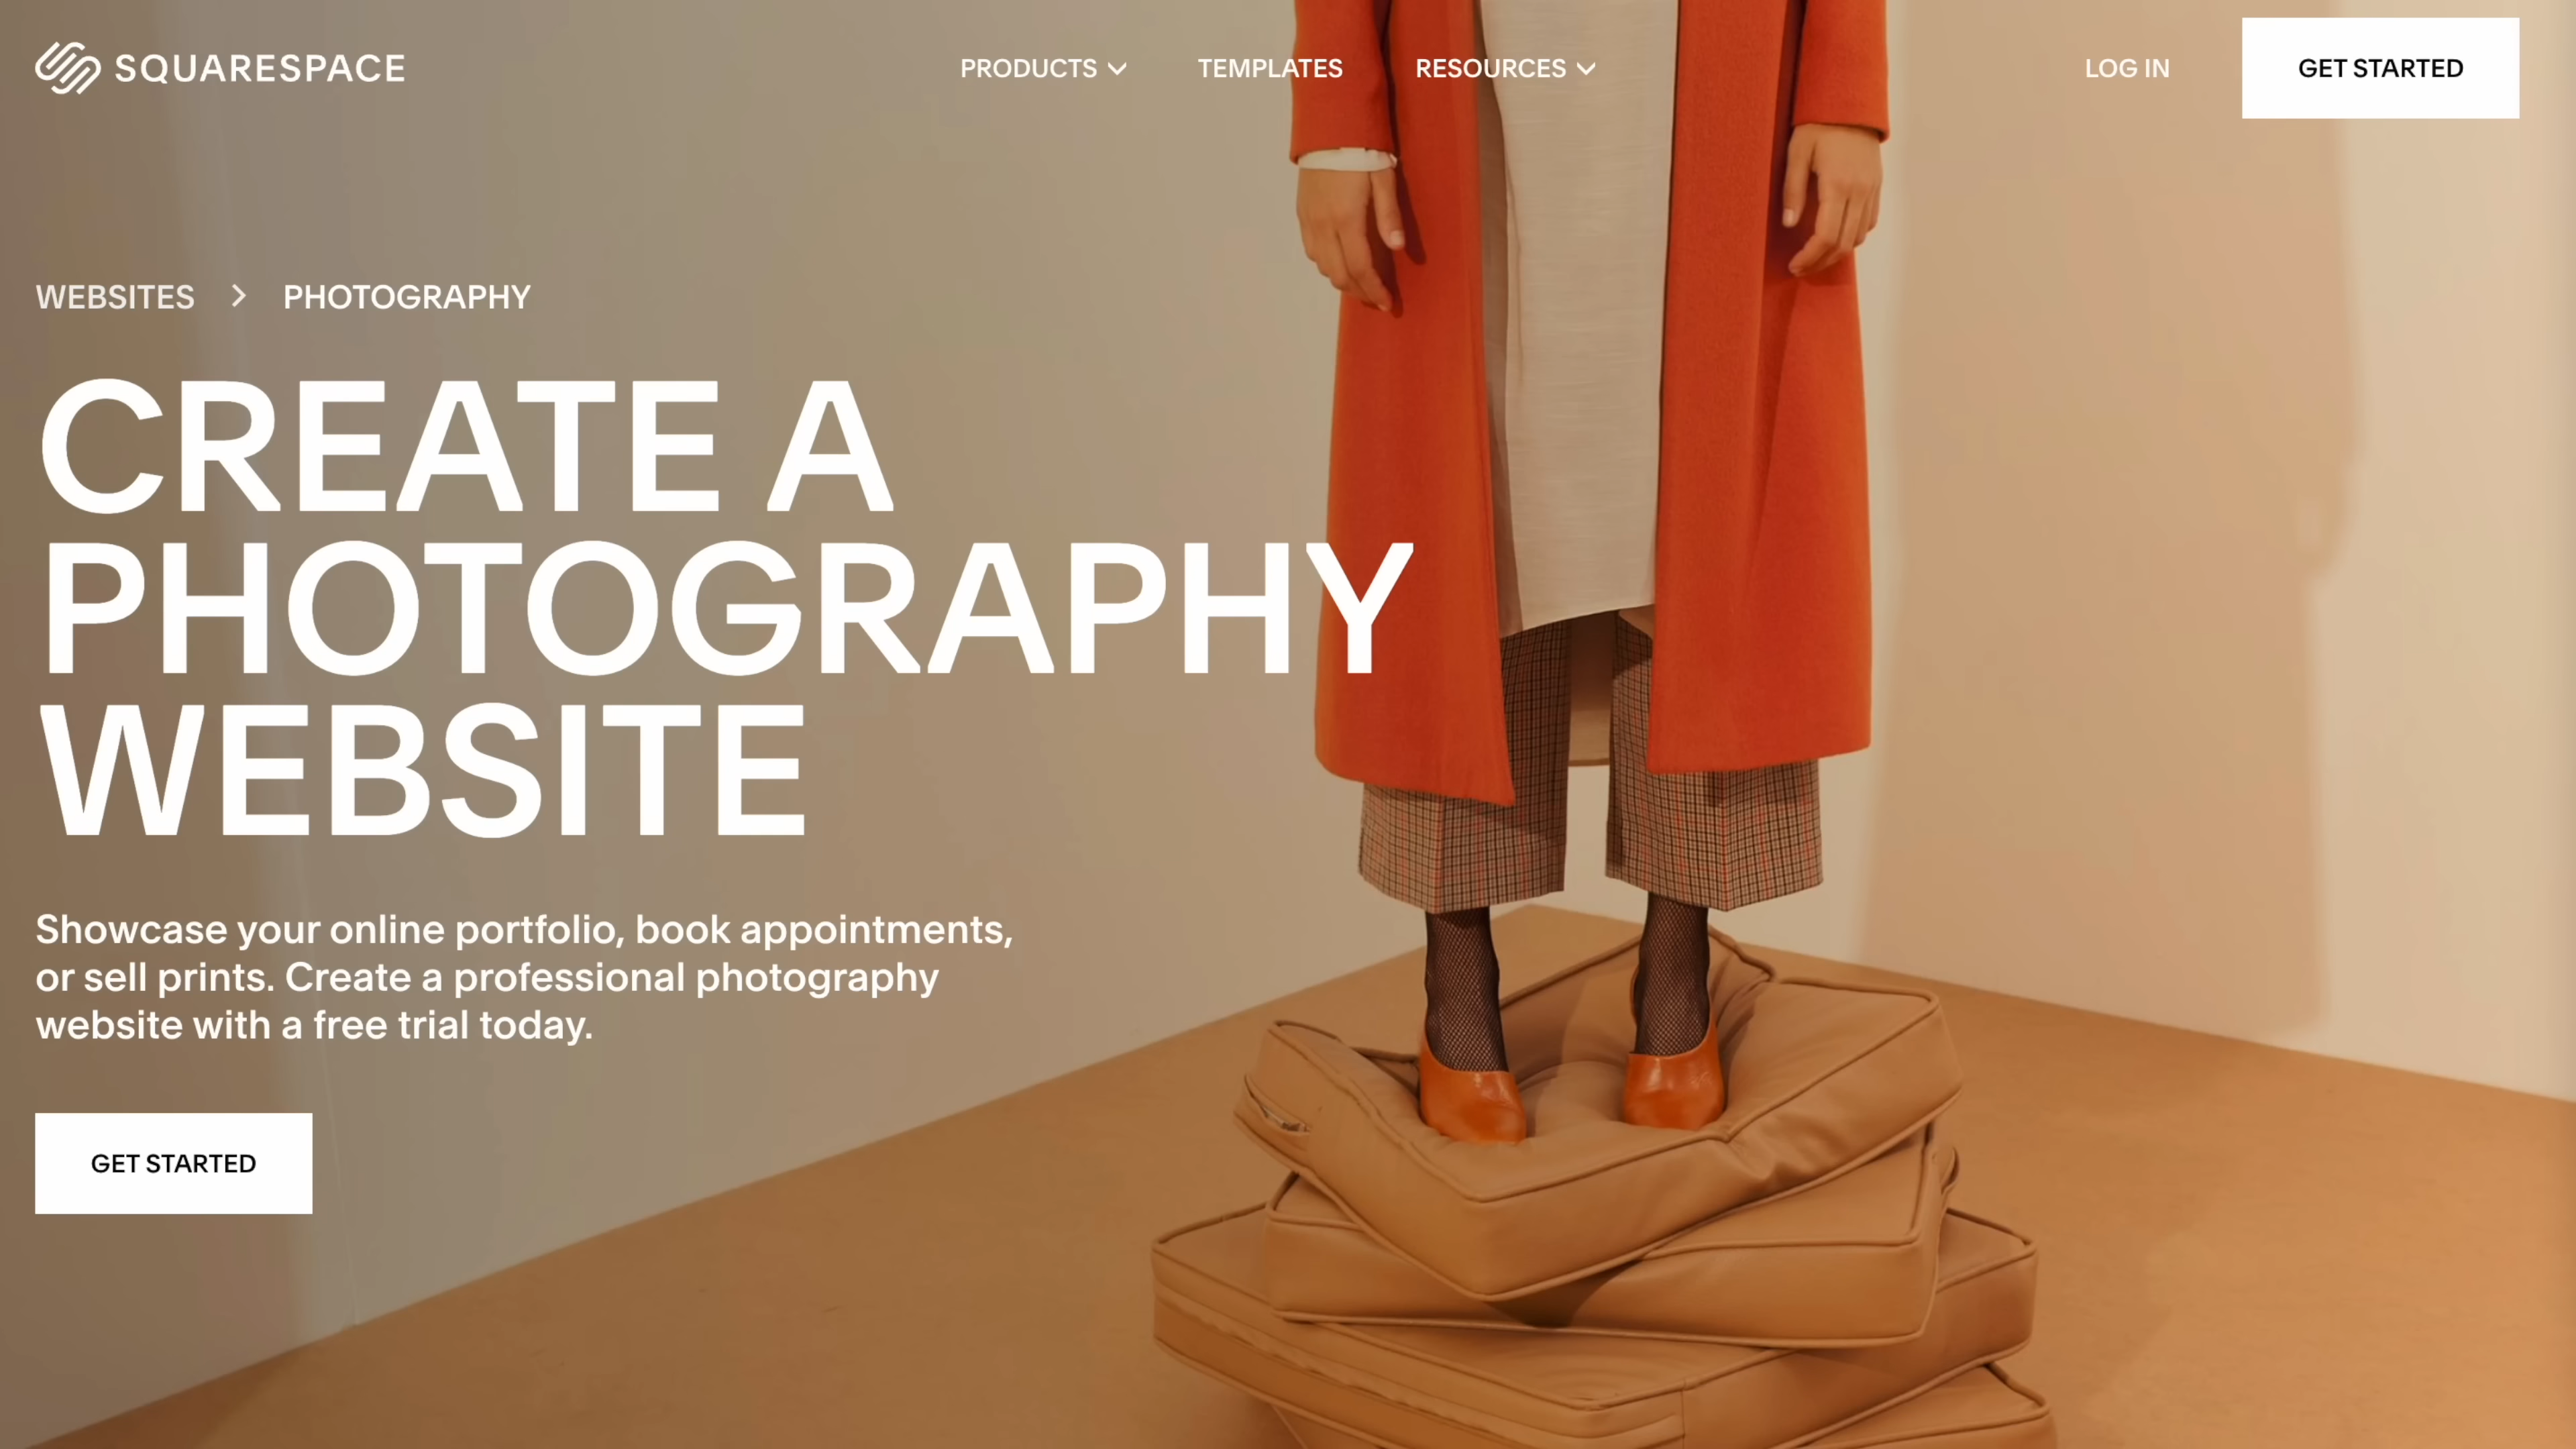 SQUARESPACE
PRODUCTS
TEMPLATES
RESOURCES
LOG IN
GET STARTED
WEBSITES
PHOTOGRAPHY
CREATE A
PHOTOGRAPHY
WEBSITE
Showcase your online portfolio, book appointments,
or sell prints. Create a professional photography
website with a free trial today.
GET STARTED